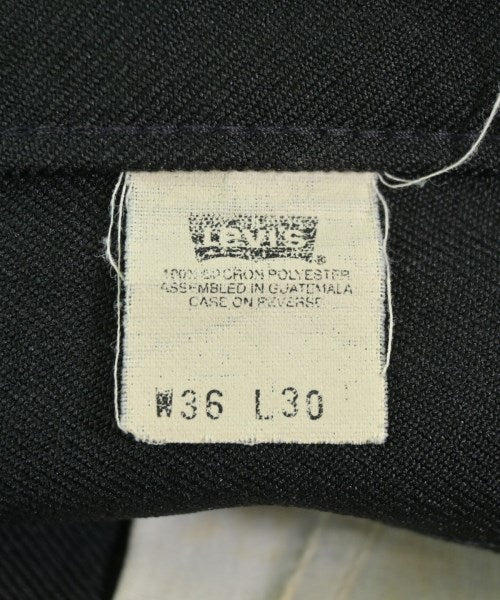 Levi's
®
100% DACRON POLYESTER
ASSEMBLED IN GUATEMALA
CARE ON REVERSE
W36 L30